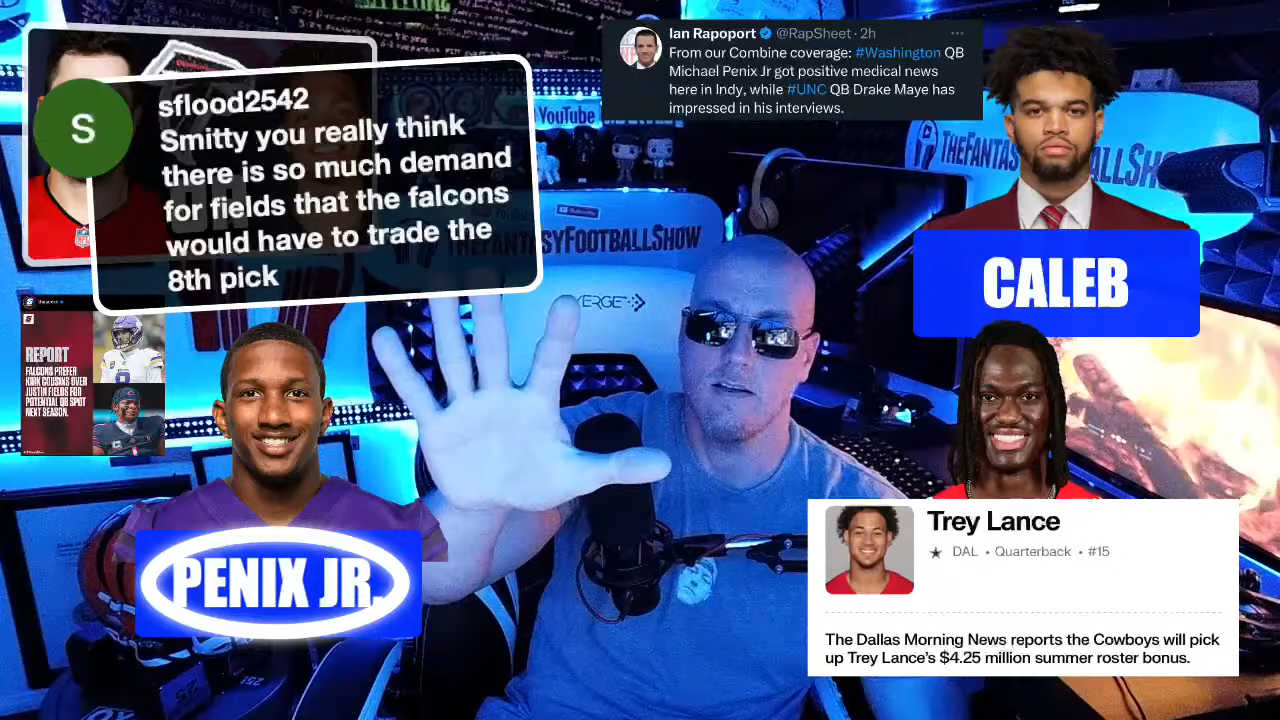 Ian Rapoport @RapSheet · 2h
From our Combine coverage: #Washington QB
Michael Penix Jr got positive medical news
here in Indy, while #UNC QB Drake Maye has
impressed in his interviews.
S
sflood2542
Smitty you really think
there is so much demand
for fields that the falcons
would have to trade the
8th pick
YouTube
CALEB
REPORT
FALCONS PREFER
KIRK COUSINS OVER
JUSTIN FIELDS FOR
POTENTIAL QB SPOT
NEXT SEASON.
PENIX JR.
Trey Lance
DAL • Quarterback • #15
The Dallas Morning News reports the Cowboys will pick
up Trey Lance's $4.25 million summer roster bonus.